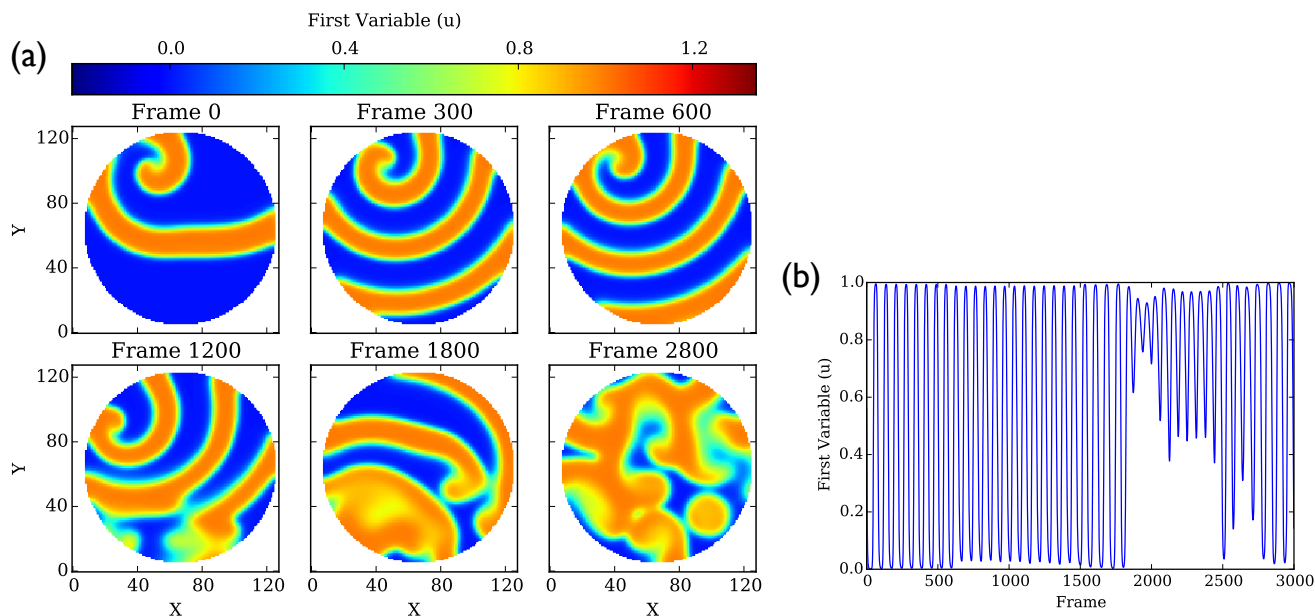 First Variable (u)
(a)
0.0 0.4 0.8 1.2
Frame 0 Frame 300 Frame 600
120
80
40
0
Y
Frame 1200 Frame 1800 Frame 2800
120
80
40
0
Y
0 40 80 120 0 40 80 120 0 40 80 120
X X X
(b)
1.0
0.8
0.6
0.4
0.2
0.0
First Variable (u)
0 500 1000 1500 2000 2500 3000
Frame